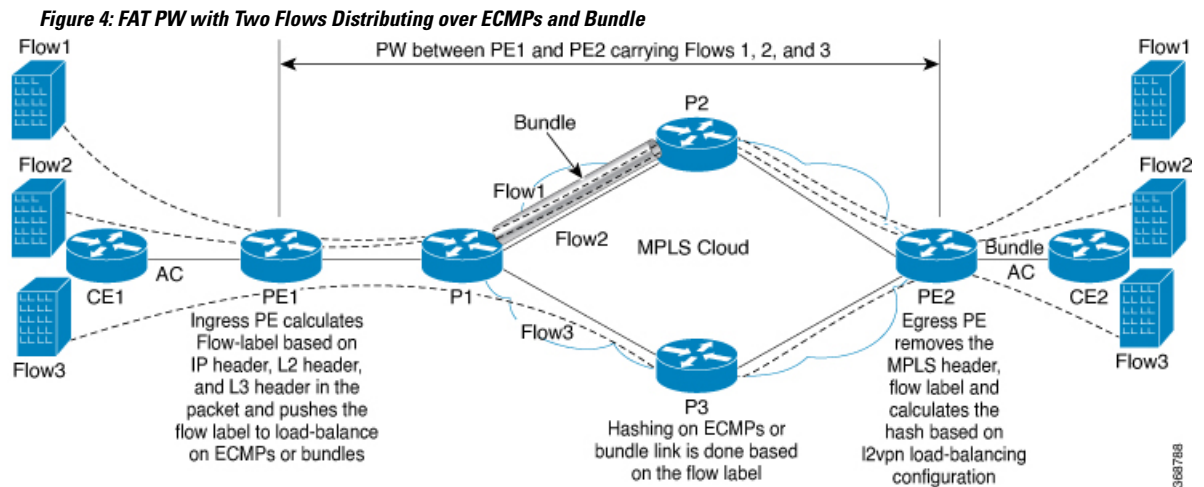 Figure 4: FAT PW with Two Flows Distributing over ECMPs and Bundle
Flow1
PW between PE1 and PE2 carrying Flows 1, 2, and 3
Flow1
P2
Bundle
Flow2
Flow2
Flow1
Flow2
MPLS Cloud
Bundle
AC
AC
CE1
PE1
P1
PE2
CE2
Flow3
Flow3
Flow3
Ingress PE calculates
Flow-label based on
IP header, L2 header,
and L3 header in the
packet and pushes the
flow label to load-balance
on ECMPs or bundles
P3
Hashing on ECMPs or
bundle link is done based
on the flow label
Egress PE
removes the
MPLS header,
flow label and
calculates the
hash based on
l2vpn load-balancing
configuration
368788